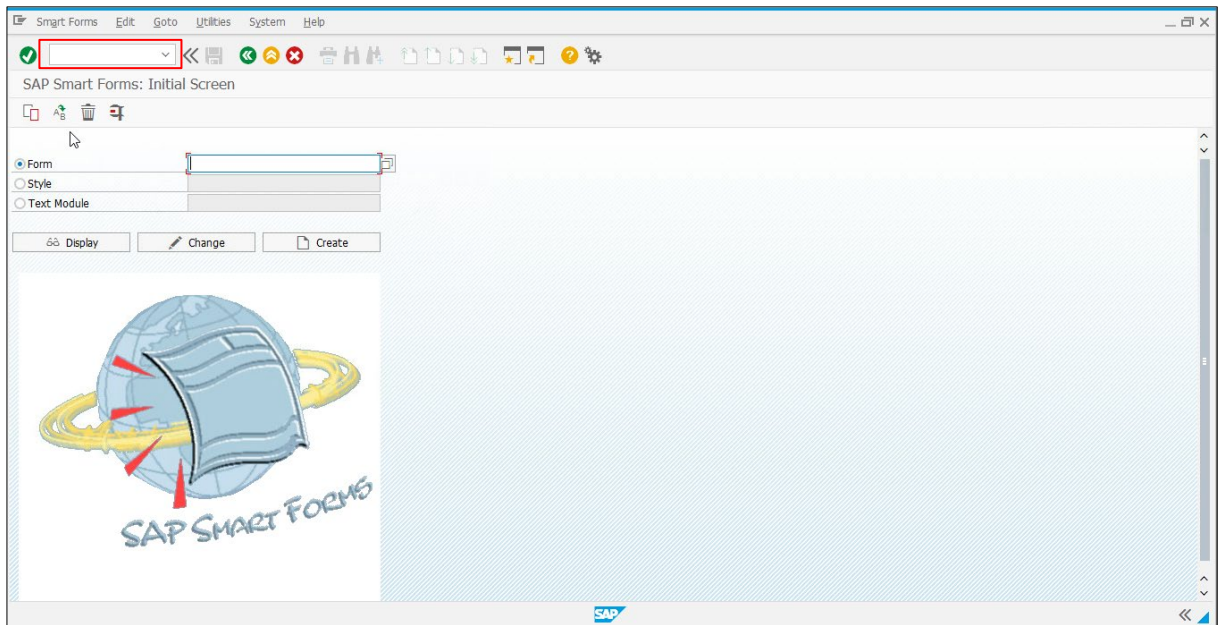 Smart Forms Edit Goto Utilities System Help
SAP Smart Forms: Initial Screen
Form
Style
Text Module
Display Change Create
SAP SMART FORMS
SAP